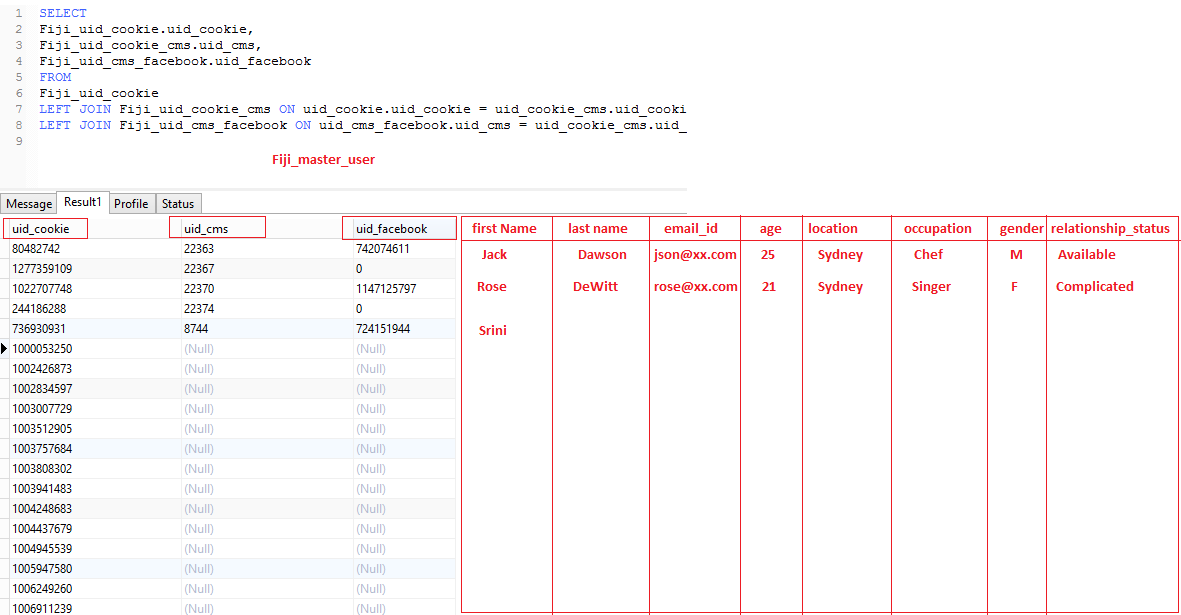 1 SELECT
2 Fiji_uid_cookie.uid_cookie,
3 Fiji_uid_cookie_cms.uid_cms,
4 Fiji_uid_cms_facebook.uid_facebook
5 FROM
6 Fiji_uid_cookie
7 LEFT JOIN Fiji_uid_cookie_cms ON uid_cookie.uid_cookie = uid_cookie_cms.uid_cooki
8 LEFT JOIN Fiji_uid_cms_facebook ON uid_cms_facebook.uid_cms = uid_cookie_cms.uid_
9
Fiji_master_user
Message Result1 Profile Status
uid_cookie uid_cms uid_facebook first Name last name email_id age location occupation gender relationship_status
80482742 22363 742074611 Jack Dawson json@xx.com 25 Sydney Chef M Available
1277359109 22367 0
1022707748 22370 1147125797 Rose DeWitt rose@xx.com 21 Sydney Singer F Complicated
244186288 22374 0
736930931 8744 724151944 Srini
1000053250 (Null) (Null)
1002426873 (Null) (Null)
1002834597 (Null) (Null)
1003007729 (Null) (Null)
1003512905 (Null) (Null)
1003757684 (Null) (Null)
1003808302 (Null) (Null)
1003941483 (Null) (Null)
1004248683 (Null) (Null)
1004437679 (Null) (Null)
1004945539 (Null) (Null)
1005947580 (Null) (Null)
1006249260 (Null) (Null)
1006911239 (Null) (Null)